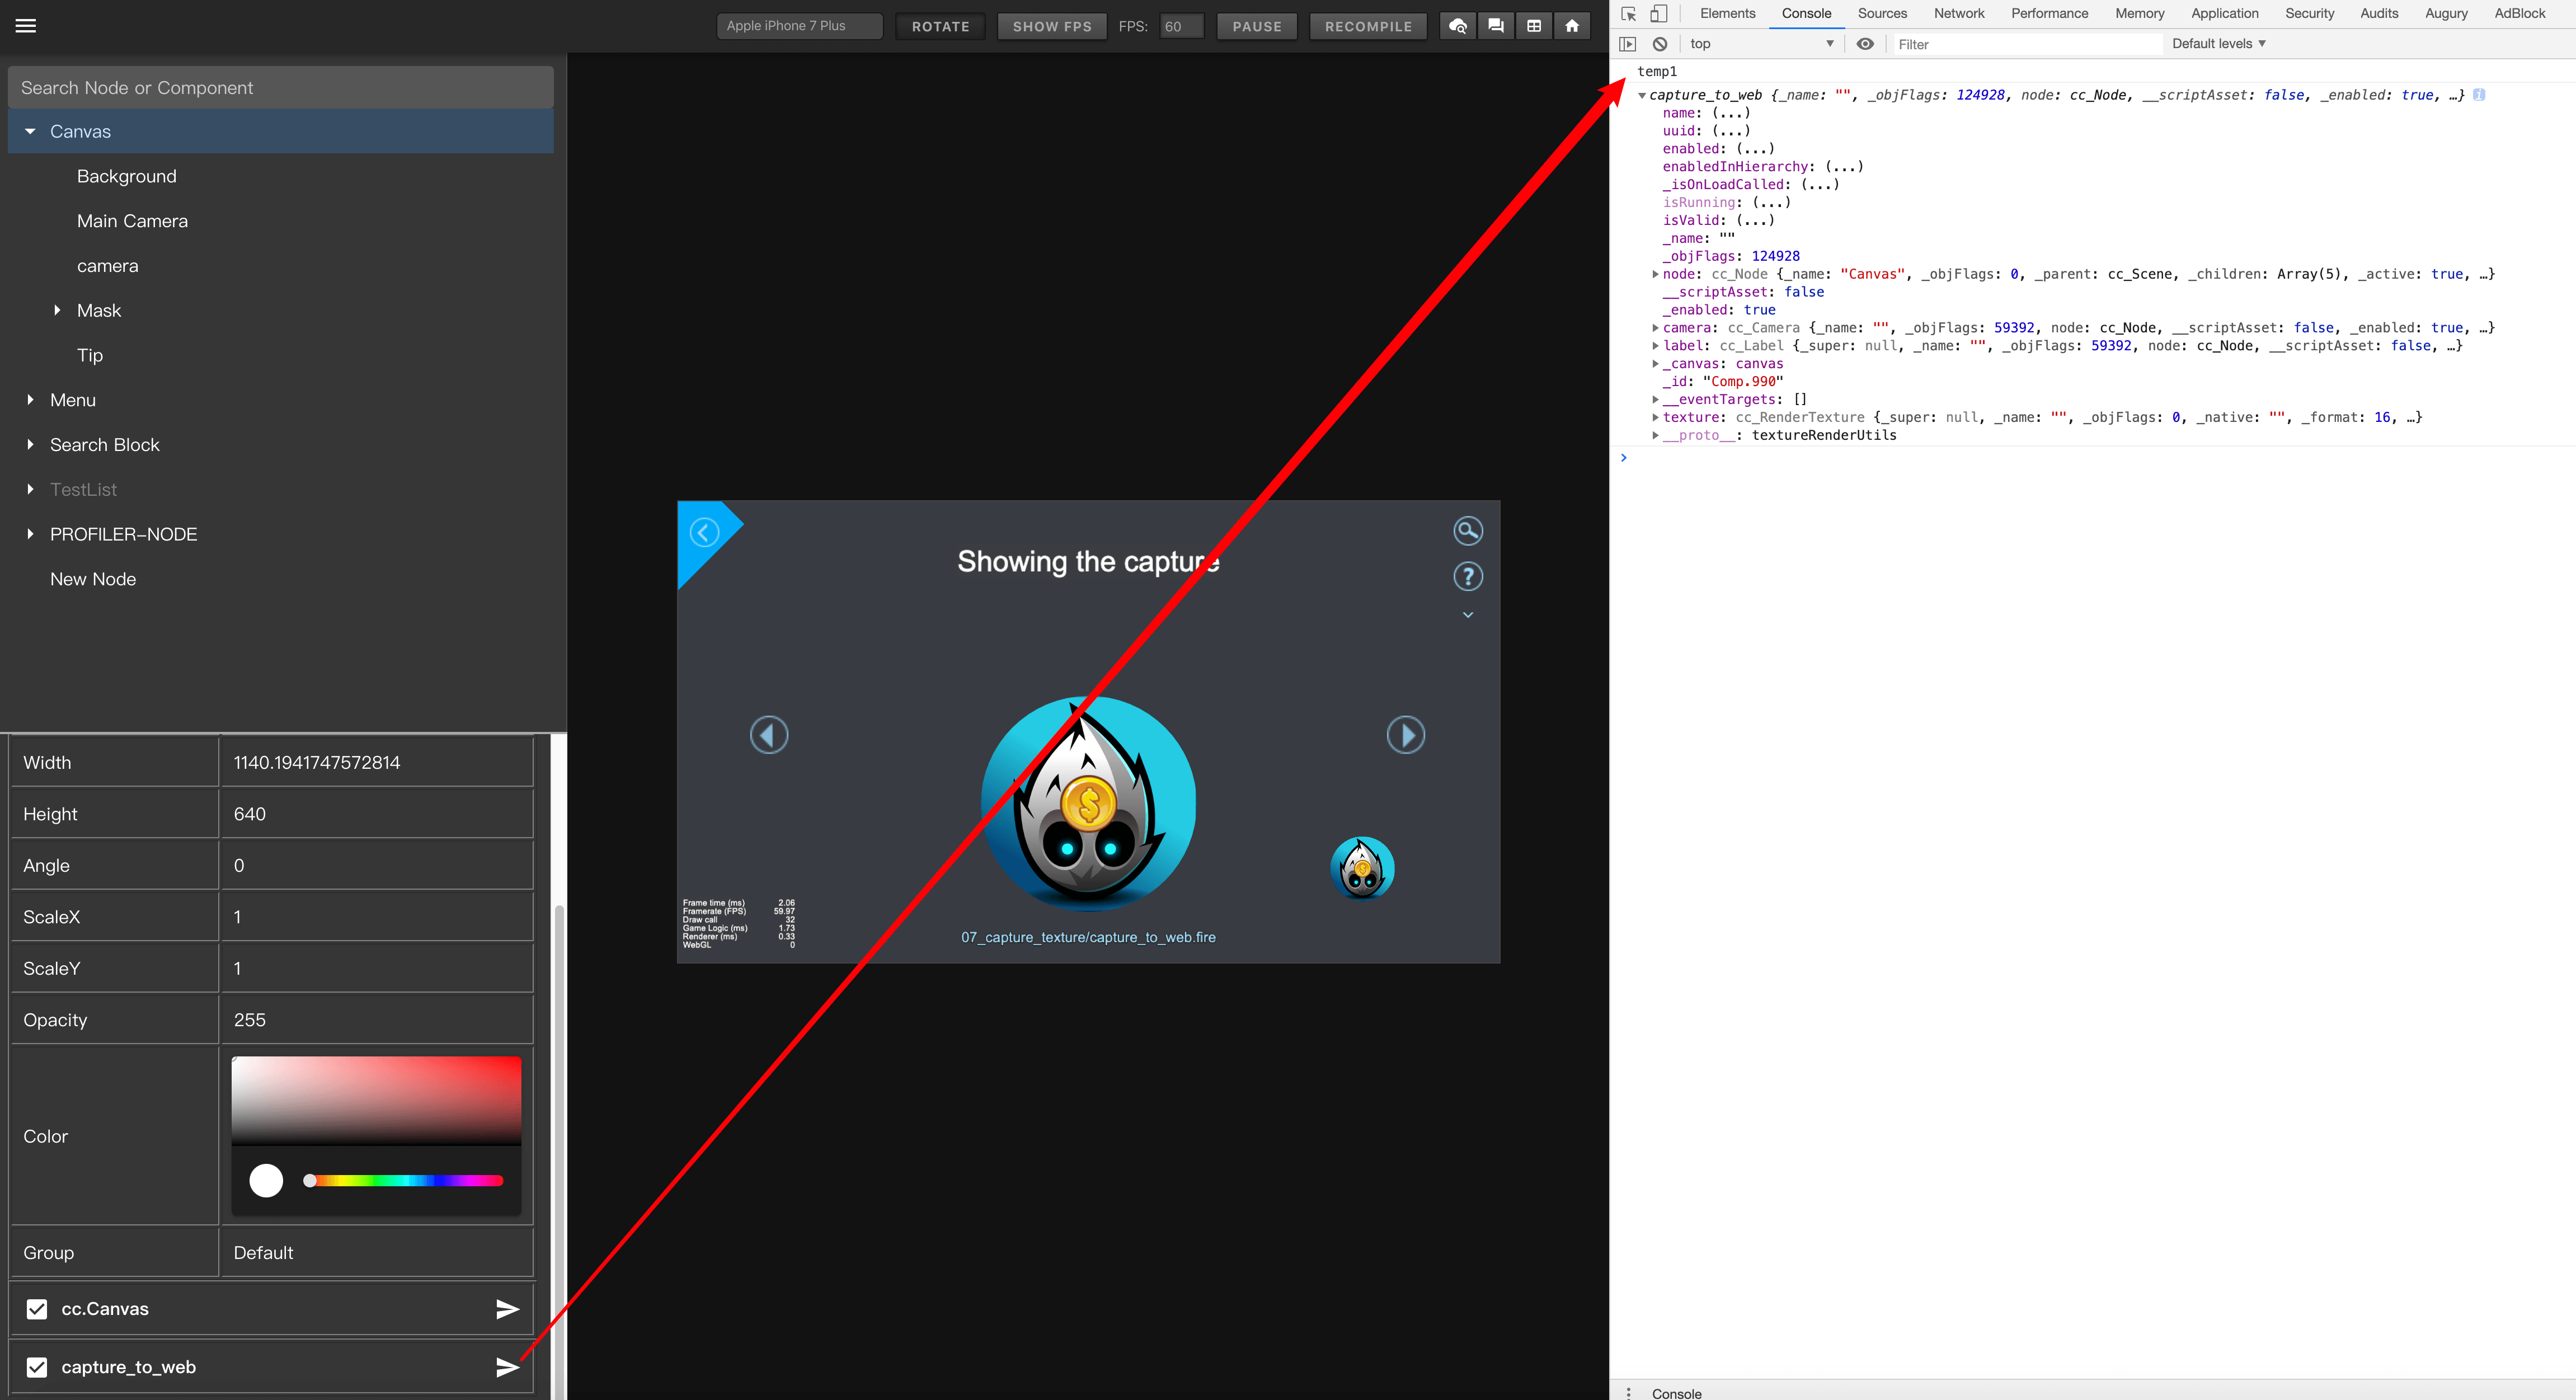 Apple iPhone 7 Plus ROTATE SHOW FPS FPS: 60 PAUSE RECOMPILE
Search Node or Component
Canvas
Background
Main Camera
camera
Mask
Tip
Menu
Search Block
TestList
PROFILER-NODE
New Node
Width 1140.1941747572814
Height 640
Angle 0
ScaleX 1
ScaleY 1
Opacity 255
Color
Group Default
cc.Canvas
capture_to_web
Showing the capture
?
$
$
Frame time (ms) 2.06
Framerate (FPS) 59.97
Draw call 32
Game Logic (ms) 1.73
Renderer (ms) 0.33
WebGL 0
07_capture_texture/capture_to_web.fire
Elements Console Sources Network Performance Memory Application Security Audits Augury AdBlock
top Filter Default levels
temp1
capture_to_web {_name: "", _objFlags: 124928, node: cc_Node, __scriptAsset: false, _enabled: true, …} i
name: (...)
uuid: (...)
enabled: (...)
enabledInHierarchy: (...)
_isOnLoadCalled: (...)
isRunning: (...)
isValid: (...)
_name: ""
_objFlags: 124928
node: cc_Node {_name: "Canvas", _objFlags: 0, _parent: cc_Scene, _children: Array(5), _active: true, …}
__scriptAsset: false
_enabled: true
camera: cc_Camera {_name: "", _objFlags: 59392, node: cc_Node, __scriptAsset: false, _enabled: true, …}
label: cc_Label {_super: null, _name: "", _objFlags: 59392, node: cc_Node, __scriptAsset: false, …}
_canvas: canvas
_id: "Comp.990"
__eventTargets: []
texture: cc_RenderTexture {_super: null, _name: "", _objFlags: 0, _native: "", _format: 16, …}
__proto__: textureRenderUtils
Console